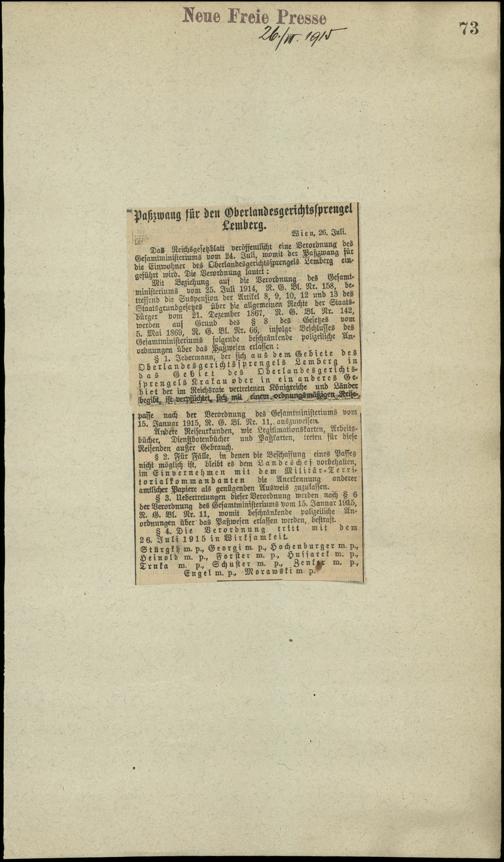 Neue Freie Presse
26./VII. 1915
73
Paßzwang für den Oberlandesgerichtssprengel
Lemberg.
Wien, 26. Juli.
Das Reichsgesetzblatt veröffentlicht eine Verordnung des
Gesamtministeriums vom 24. Juli, womit der Paßzwang für
die Einwohner des Oberlandesgerichtssprengels Lemberg ein-
geführt wird. Die Verordnung lautet:
Mit Beziehung auf die Verordnung des Gesamt-
ministeriums vom 25. Juli 1914, R. G. Bl. Nr. 158, be-
treffend die Suspension der Artikel 8, 9, 10, 12 und 13 des
Staatsgrundgesetzes über die allgemeinen Rechte der Staats-
bürger vom 21. Dezember 1867, R. G. Bl. Nr. 142,
werden auf Grund des § 8 des Gesetzes vom
5. Mai 1869, R. G. Bl. Nr. 66, infolge Beschlusses des
Gesamtministeriums folgende beschränkende polizeiliche An-
ordnungen über das Paßwesen erlassen:
§ 1. Jedermann, der sich aus dem Gebiete des
Oberlandesgerichtssprengels Lemberg in
das Gebiet des Oberlandesgerichts-
sprengels Krakau oder in ein anderes Ge-
biet der im Reichsrate vertretenen Königreiche und Länder
begibt, ist verpflichtet, sich mit einem ordnungsmäßigen Reise-
passe nach der Verordnung des Gesamtministeriums vom
15. Januar 1915, R. G. Bl. Nr. 11, auszuweisen.
Andere Reiseurkunden, wie Legitimationskarten, Arbeits-
bücher, Dienstbotenbücher und Paßkarten, treten für diese
Reisenden außer Gebrauch.
§ 2. Für Fälle, in denen die Beschaffung eines Passes
nicht möglich ist, bleibt es dem Landeschef vorbehalten,
im Einvernehmen mit dem Militär-Terri-
torialkommandanten die Anerkennung anderer
amtlicher Papiere als genügenden Ausweis zuzulassen.
§ 3. Uebertretungen dieser Verordnung werden nach § 6
der Verordnung des Gesamtministeriums vom 15. Januar 1915,
R. G. Bl. Nr. 11, womit beschränkende polizeiliche An-
ordnungen über das Paßwesen erlassen werden, bestraft.
§ 4. Die Verordnung tritt mit dem
26. Juli 1915 in Wirksamkeit.
Stürgkh m. p., Georgi m. p., Hochenburger m. p.,
Heinold m. p., Forster m. p., Hussarek m. p.,
Trnka m. p., Schuster m. p., Zenker m. p.,
Engel m. p., Morawski m. p.